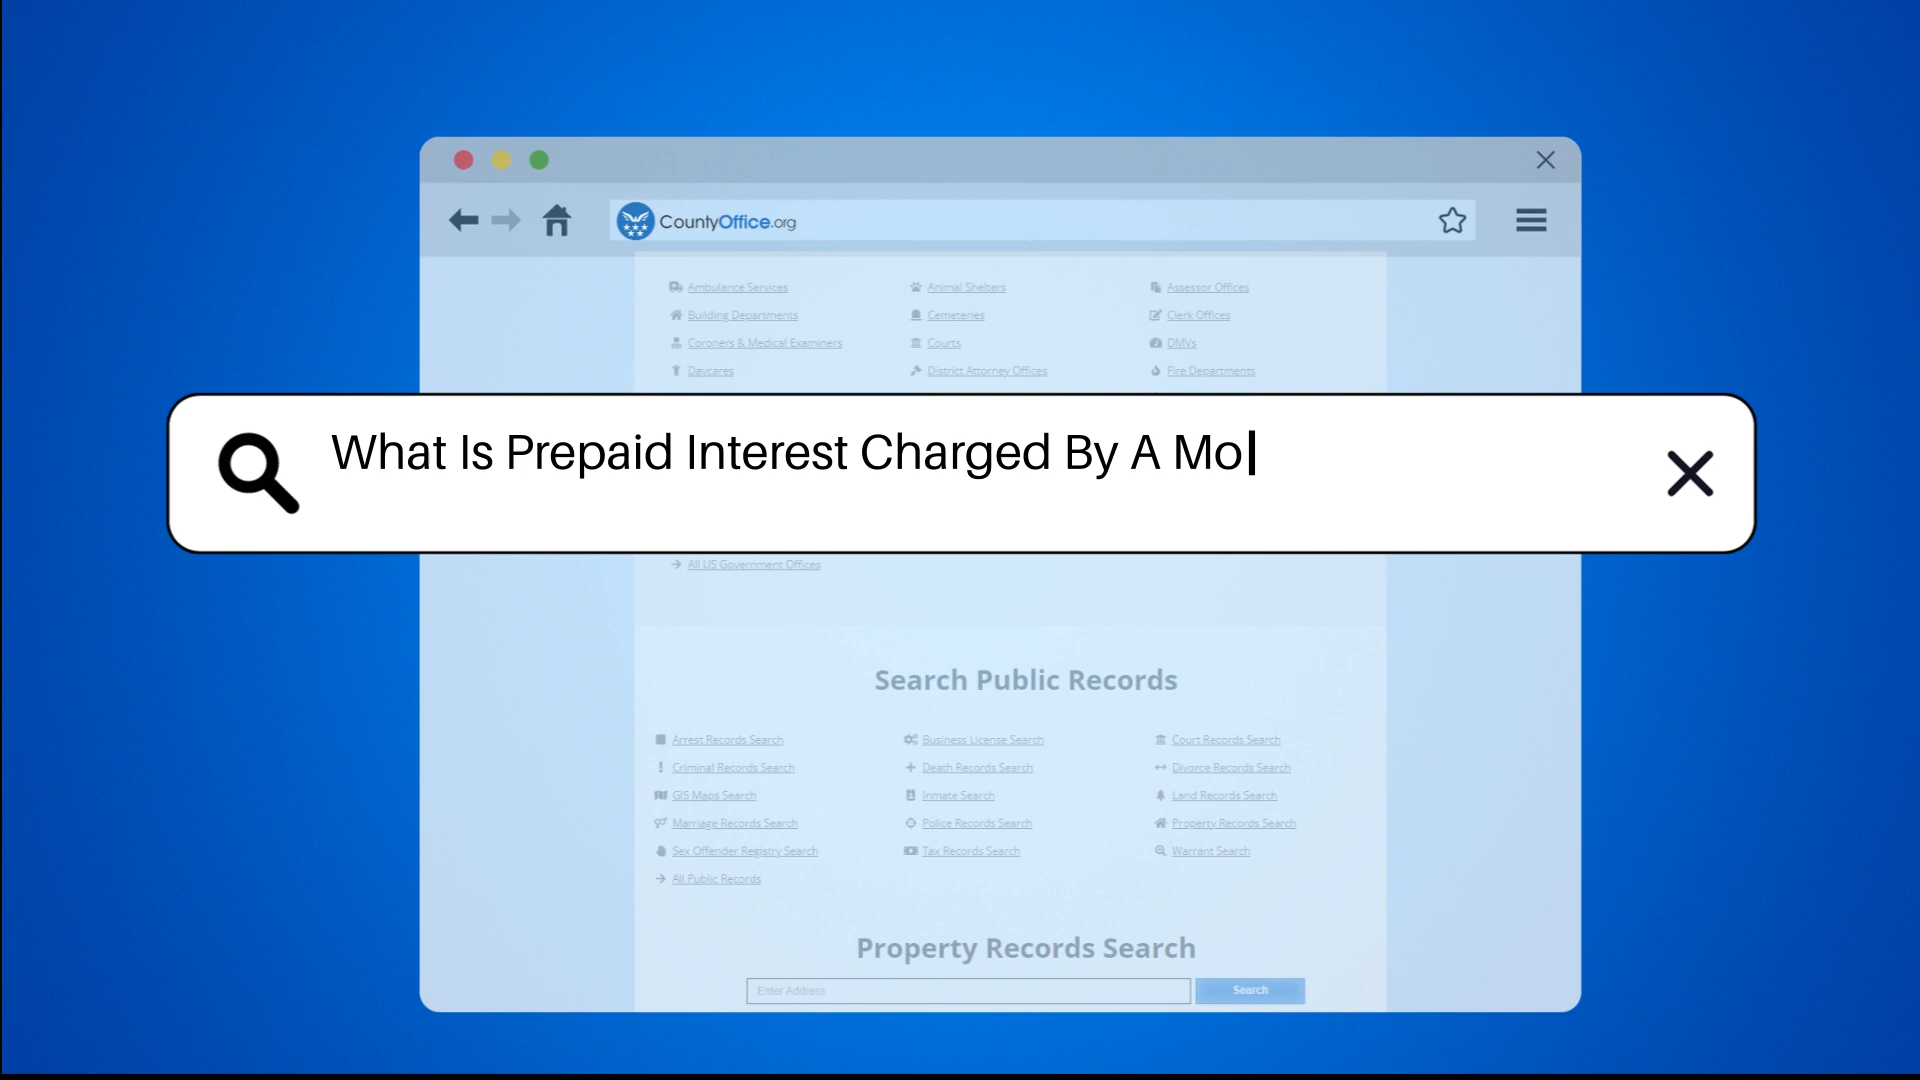 CountyOffice.org
Ambulance Services Animal Shelters Assessor Offices
Building Departments Cemeteries Clerk Offices
Coroners & Medical Examiners Courts DMVs
Daycares District Attorney Offices Fire Departments
What Is Prepaid Interest Charged By A Mo
All US Government Offices
Search Public Records
Arrest Records Search Business License Search Court Records Search
Criminal Records Search Death Records Search Divorce Records Search
GIS Maps Search Inmate Search Land Records Search
Marriage Records Search Police Records Search Property Records Search
Sex Offender Registry Search Tax Records Search Warrant Search
All Public Records
Property Records Search
Enter Address Search